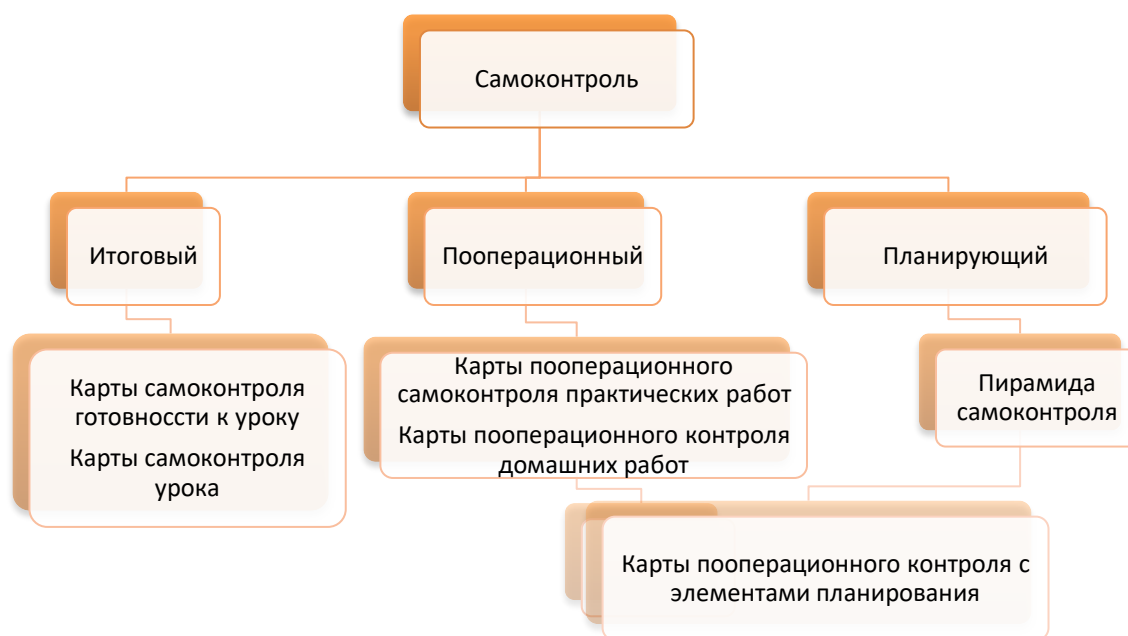 Самоконтроль
Итоговый
Пооперационный
Планирующий
Карты самоконтроля
готовности к уроку
Карты самоконтроля
урока
Карты пооперационного
самоконтроля практических работ
Карты пооперационного контроля
домашних работ
Пирамида
самоконтроля
Карты пооперационного контроля с
элементами планирования